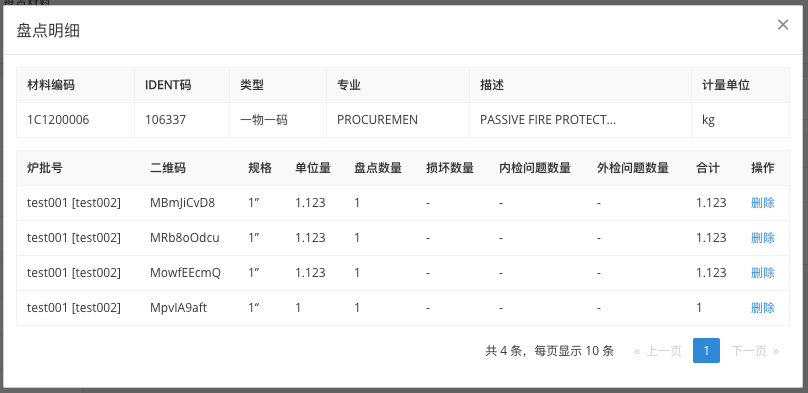 盘点明细 ×
材料编码 IDENT码 类型 专业 描述 计量单位
1C1200006 106337 一物一码 PROCUREMEN PASSIVE FIRE PROTECT... kg
炉批号 二维码 规格 单位量 盘点数量 损坏数量 内检问题数量 外检问题数量 合计 操作
test001 [test002] MBmJiCvD8 1” 1.123 1 - - - 1.123 删除
test001 [test002] MRb8oOdcu 1” 1.123 1 - - - 1.123 删除
test001 [test002] MowfEEcmQ 1” 1.123 1 - - - 1.123 删除
test001 [test002] MpvIA9aft 1“ 1 1 - - - 1 删除
共 4 条，每页显示 10 条 « 上一页 1 下一页 »